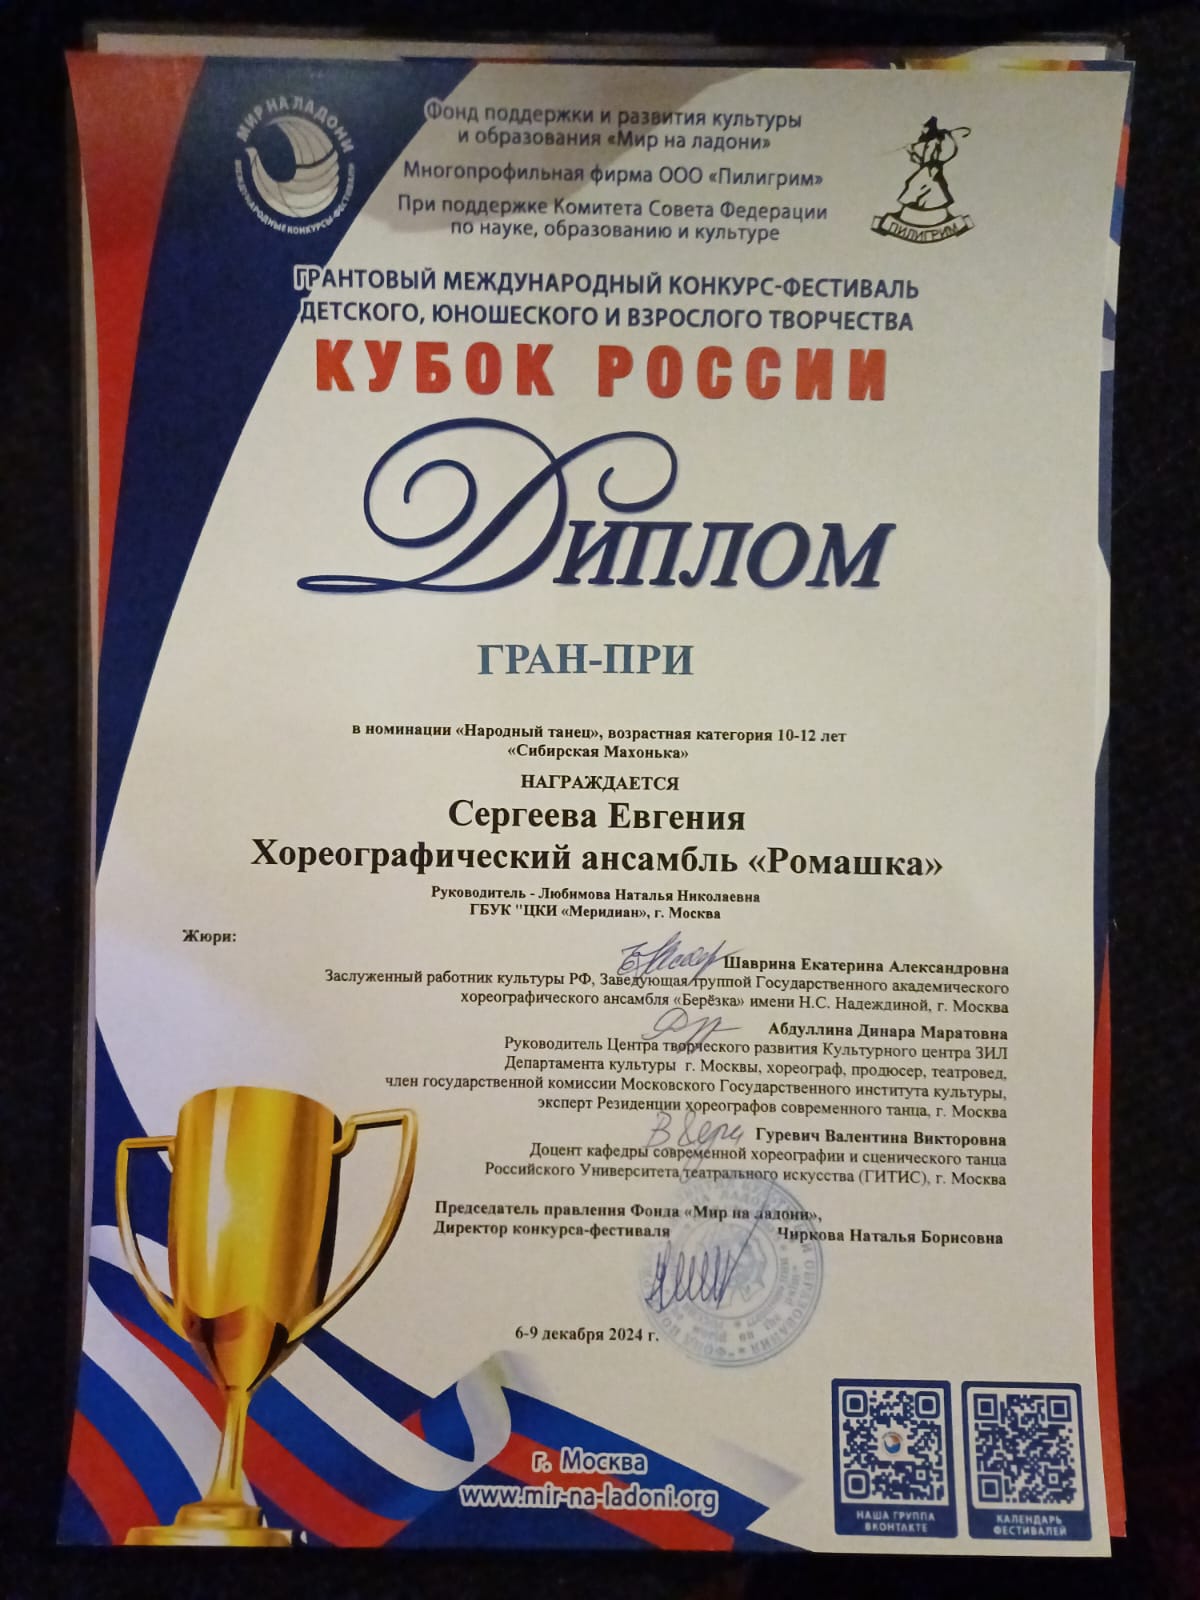 МИР НА ЛАДОНИ
МЕЖДУНАРОДНЫЕ КОНКУРСЫ-ФЕСТИВАЛИ
Фонд поддержки и развития культуры
и образования «Мир на ладони»
Многопрофильная фирма ООО «Пилигрим»
При поддержке Комитета Совета Федерации
по науке, образованию и культуре
ПИЛИГРИМ
ГРАНТОВЫЙ МЕЖДУНАРОДНЫЙ КОНКУРС-ФЕСТИВАЛЬ
ДЕТСКОГО, ЮНОШЕСКОГО И ВЗРОСЛОГО ТВОРЧЕСТВА
КУБОК РОССИИ
Диплом
ГРАН-ПРИ
в номинации «Народный танец», возрастная категория 10-12 лет
«Сибирская Махонька»
НАГРАЖДАЕТСЯ
Сергеева Евгения
Хореографический ансамбль «Ромашка»
Руководитель - Любимова Наталья Николаевна
ГБУК "ЦКИ «Меридиан», г. Москва
Жюри:
Шаврина Екатерина Александровна
Заслуженный работник культуры РФ, Заведующая группой Государственного академического
хореографического ансамбля «Берёзка» имени Н.С. Надеждиной, г. Москва
Абдуллина Динара Маратовна
Руководитель Центра творческого развития Культурного центра ЗИЛ
Департамента культуры г. Москвы, хореограф, продюсер, театровед,
член государственной комиссии Московского Государственного института культуры,
эксперт Резиденции хореографов современного танца, г. Москва
Гуревич Валентина Викторовна
Доцент кафедры современной хореографии и сценического танца
Российского Университета театрального искусства (ГИТИС), г. Москва
Председатель правления Фонда «Мир на ладони»,
Директор конкурса-фестиваля Чиркова Наталья Борисовна
6-9 декабря 2024 г.
г. Москва
www.mir-na-ladoni.org
НАША ГРУППА
ВКОНТАКТЕ
КАЛЕНДАРЬ
ФЕСТИВАЛЕЙ